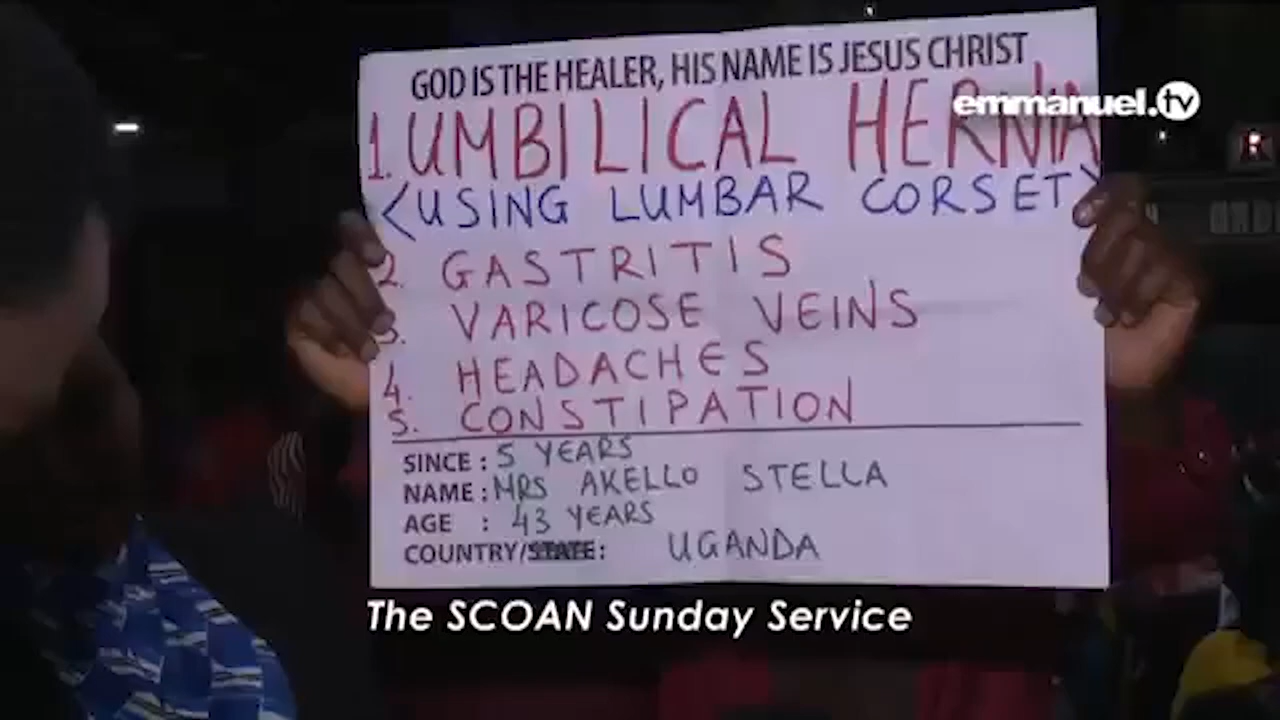 GOD IS THE HEALER, HIS NAME IS JESUS CHRIST
emmanuel.tv
1. UMBILICAL HERNIA
<USING LUMBAR CORSET>
2. GASTRITIS
3. VARICOSE VEINS
4. HEADACHES
5. CONSTIPATION
SINCE : 5 YEARS
NAME : MRS AKELLO STELLA
AGE : 43 YEARS
COUNTRY/STATE: UGANDA
The SCOAN Sunday Service